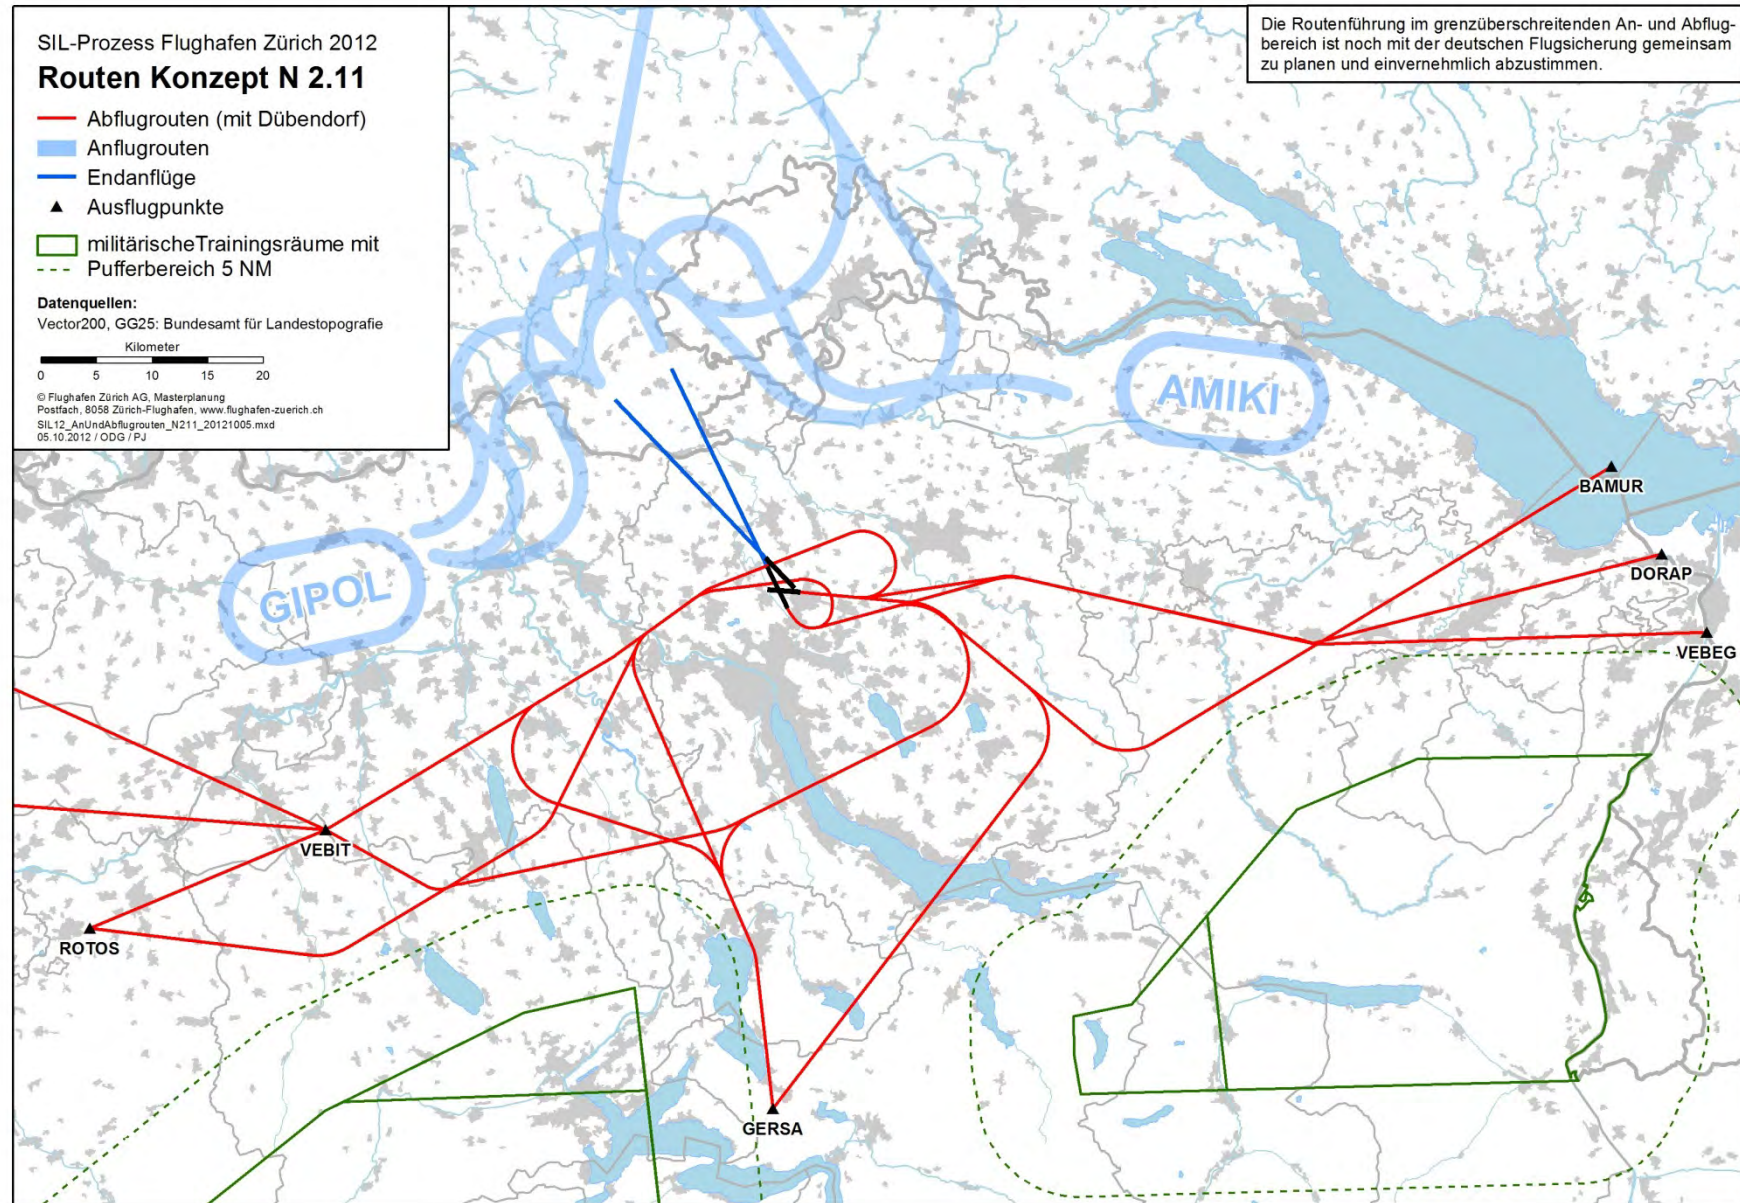 SIL-Prozess Flughafen Zürich 2012
Routen Konzept N 2.11
Abflugrouten (mit Dübendorf)
Anflugrouten
Endanflüge
Ausflugpunkte
militärischeTrainingsräume mit
Pufferbereich 5 NM
Datenquellen:
Vector200, GG25: Bundesamt für Landestopografie
Kilometer
0 5 10 15 20
© Flughafen Zürich AG, Masterplanung
Postfach, 8058 Zürich-Flughafen, www.flughafen-zuerich.ch
SIL12_AnUndAbflugrouten_N211_20121005.mxd
05.10.2012 / ODG / PJ
Die Routenführung im grenzüberschreitenden An- und Abflug-
bereich ist noch mit der deutschen Flugsicherung gemeinsam
zu planen und einvernehmlich abzustimmen.
AMIKI
BAMUR
DORAP
GIPOL
VEBEG
VEBIT
ROTOS
GERSA